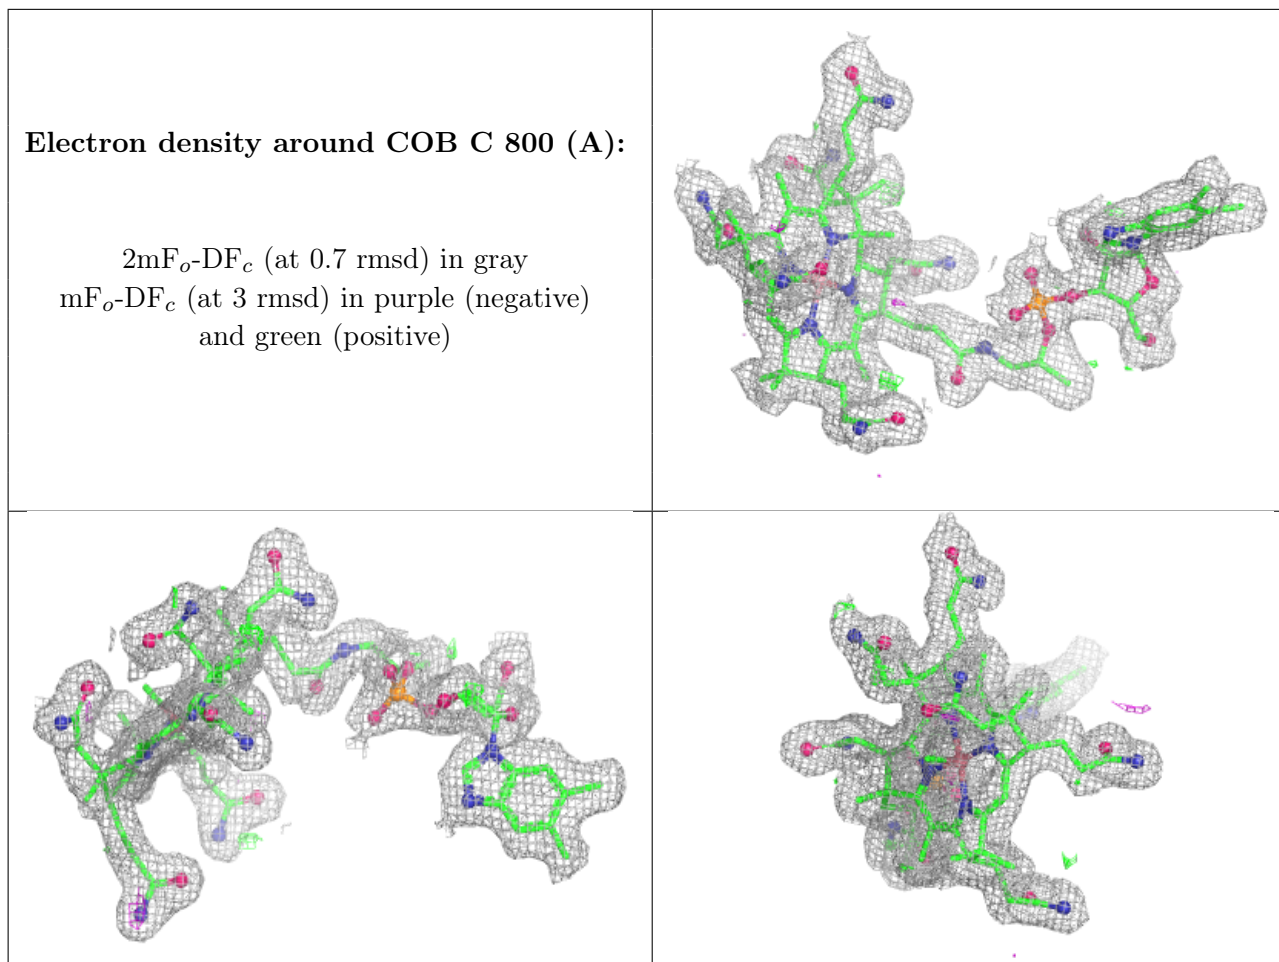 Electron density around COB C 800 (A):
2mFo-DFc (at 0.7 rmsd) in gray
mFo-DFc (at 3 rmsd) in purple (negative)
and green (positive)